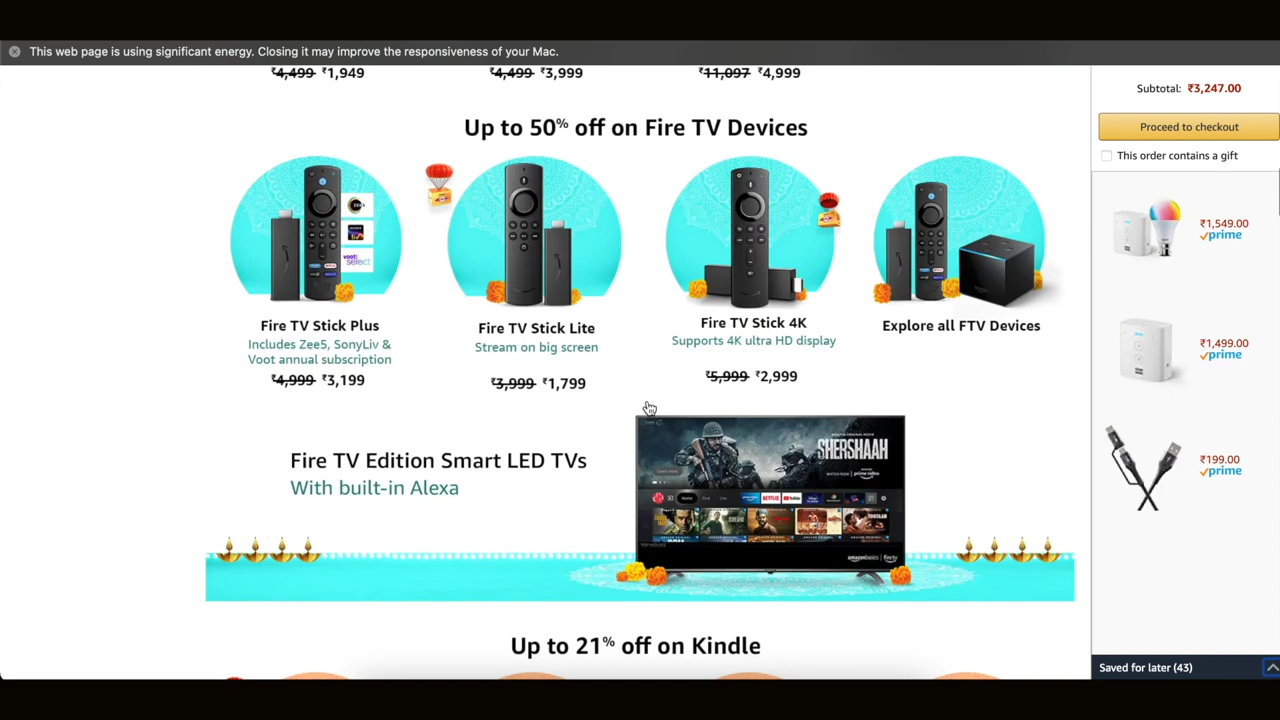 This web page is using significant energy. Closing it may improve the responsiveness of your Mac.
₹4,499 ₹1,949
₹4,499 ₹3,999
₹11,097 ₹4,999
Up to 50% off on Fire TV Devices
voot
select
Fire TV Stick Plus
Includes Zee5, SonyLiv &
Voot annual subscription
₹4,999 ₹3,199
Fire TV Stick Lite
Stream on big screen
₹3,999 ₹1,799
Fire TV Stick 4K
Supports 4K ultra HD display
₹5,999 ₹2,999
Explore all FTV Devices
Fire TV Edition Smart LED TVs
With built-in Alexa
SHERSHAAH
NETFLIX
YouTube
amazonbasics | firetv
Up to 21% off on Kindle
Subtotal: ₹3,247.00
Proceed to checkout
This order contains a gift
₹1,549.00
prime
₹1,499.00
prime
₹199.00
prime
Saved for later (43)